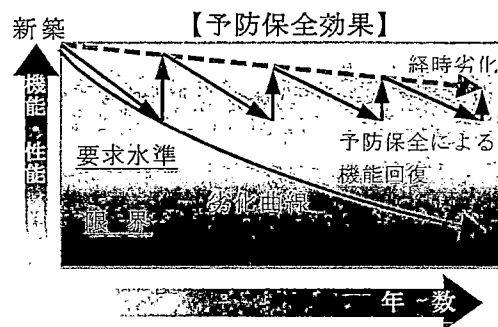 【予防保全効果】
新築
経時劣化
機能・性能
予防保全による
機能回復
要求水準
劣化曲線
限　界
年　数